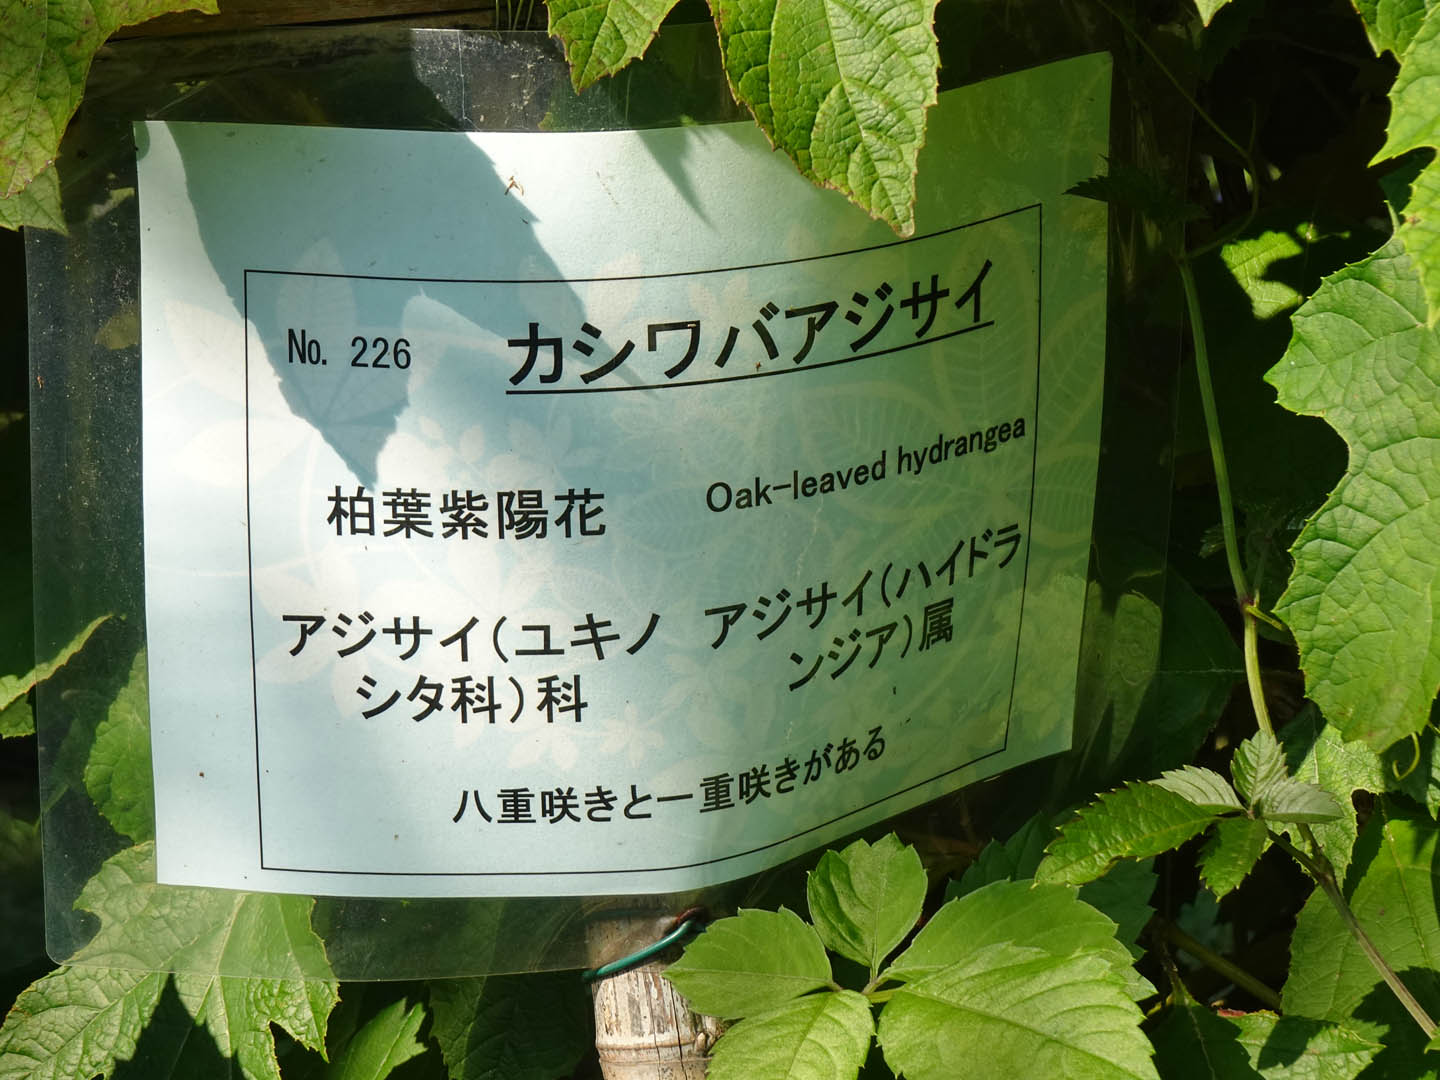 No. 226 カシワバアジサイ
柏葉紫陽花 Oak-leaved hydrangea
アジサイ(ユキノ
シタ科)科
アジサイ(ハイドラ
ンジア)属
八重咲きと一重咲きがある